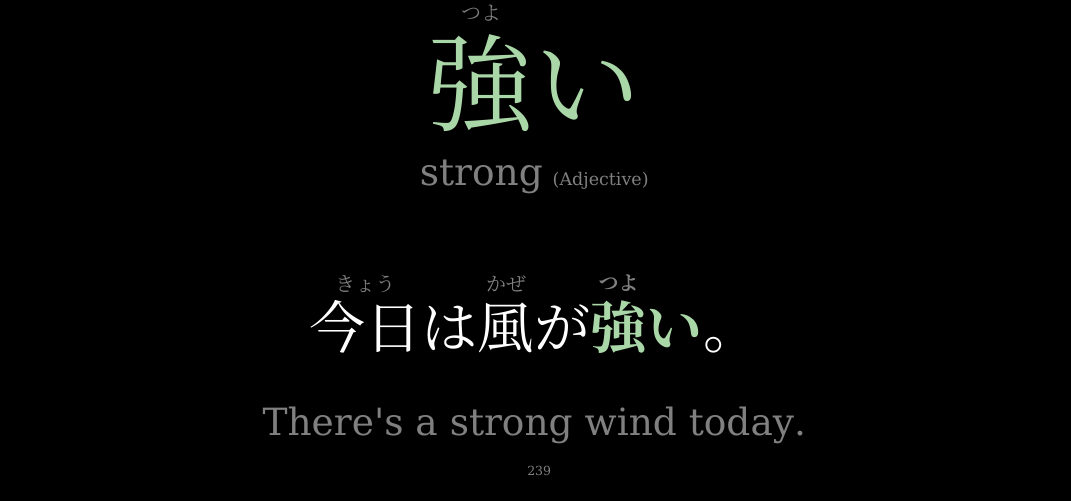 つよ
強い
strong (Adjective)
きょう かぜ つよ
今日は風が強い。
There's a strong wind today.
239